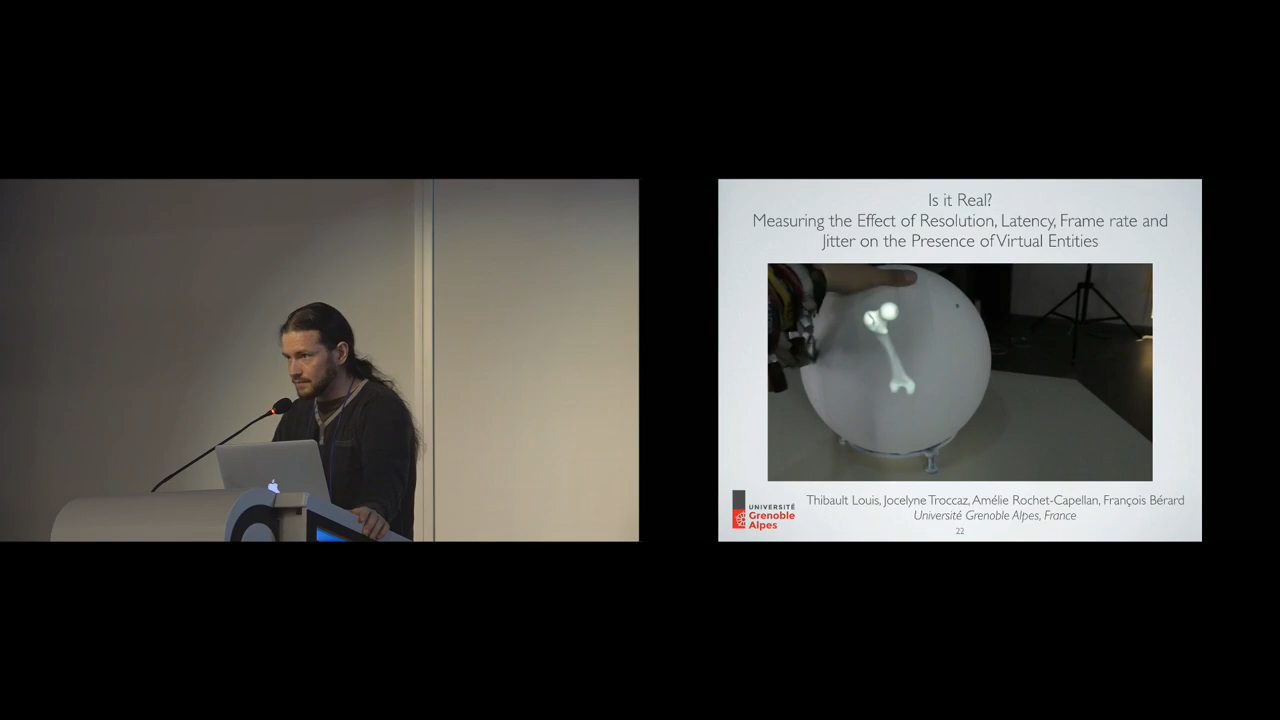 Is it Real?
Measuring the Effect of Resolution, Latency, Frame rate and
Jitter on the Presence of Virtual Entities
Thibault Louis, Jocelyne Troccaz, Amélie Rochet-Capellan, François Bérard
Université Grenoble Alpes, France
UNIVERSITÉ
Grenoble
Alpes
22